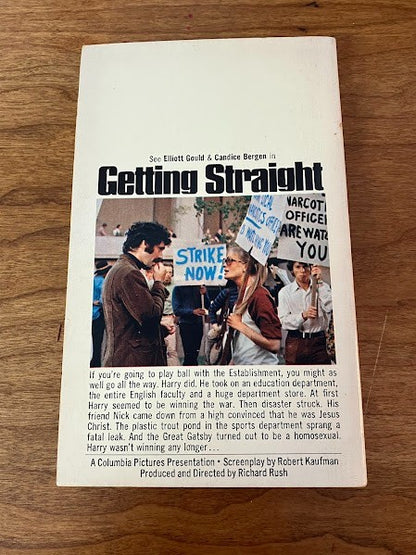 See Elliott Gould & Candice Bergen in
Getting Straight
STRIKE
NOW!
NARCOTI
OFFICE
ARE WATC
YOU
If you're going to play ball with the Establishment, you might as
well go all the way. Harry did. He took on an education department,
the entire English faculty and a huge department store. At first
Harry seemed to be winning the war. Then disaster struck. His
friend Nick came down from a high convinced that he was Jesus
Christ. The plastic trout pond in the sports department sprang a
fatal leak. And the Great Gatsby turned out to be a homosexual.
Harry wasn't winning any longer...
A Columbia Pictures Presentation • Screenplay by Robert Kaufman
Produced and Directed by Richard Rush